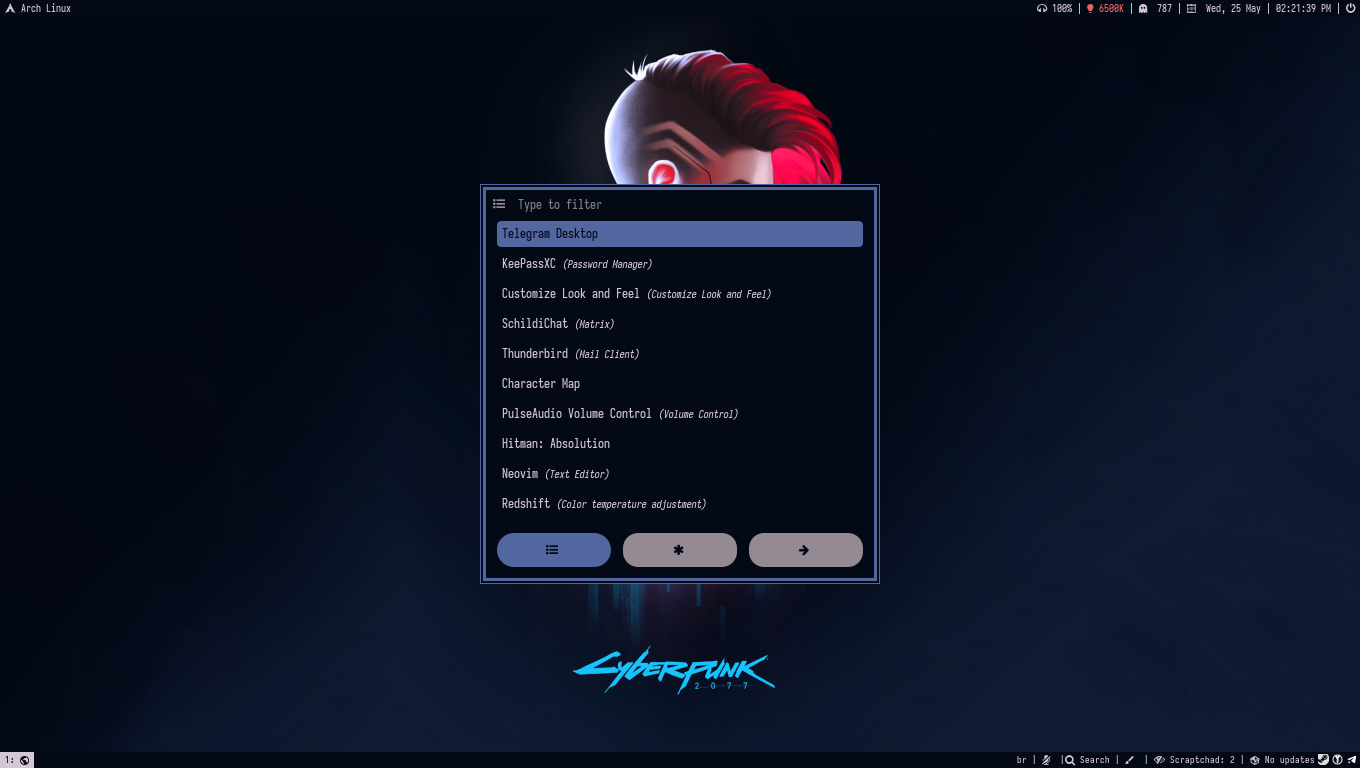 Arch Linux
100% | 6500K | 787 | Wed, 25 May | 02:21:39 PM |
Type to filter
Telegram Desktop
KeePassXC (Password Manager)
Customize Look and Feel (Customize Look and Feel)
SchildiChat (Matrix)
Thunderbird (Mail Client)
Character Map
PulseAudio Volume Control (Volume Control)
Hitman: Absolution
Neovim (Text Editor)
Redshift (Color temperature adjustment)
Cyberpunk
2077
1:
br | | Search | | Scraptchad: 2 | No updates